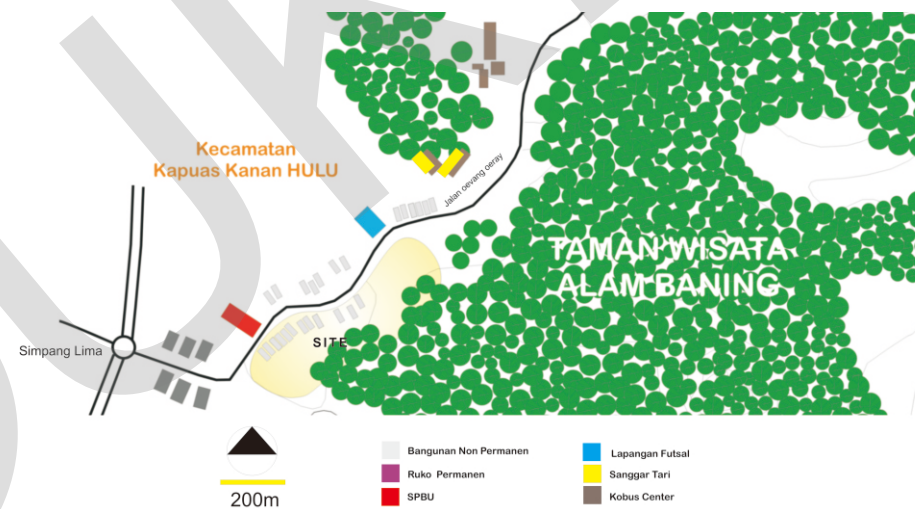 Kecamatan
Kapuas Kanan HULU
Jalan oevang oeray
TAMAN WISATA
ALAM BANING
SITE
Simpang Lima
200m
Bangunan Non Permanen
Ruko Permanen
SPBU
Lapangan Futsal
Sanggar Tari
Kobus Center